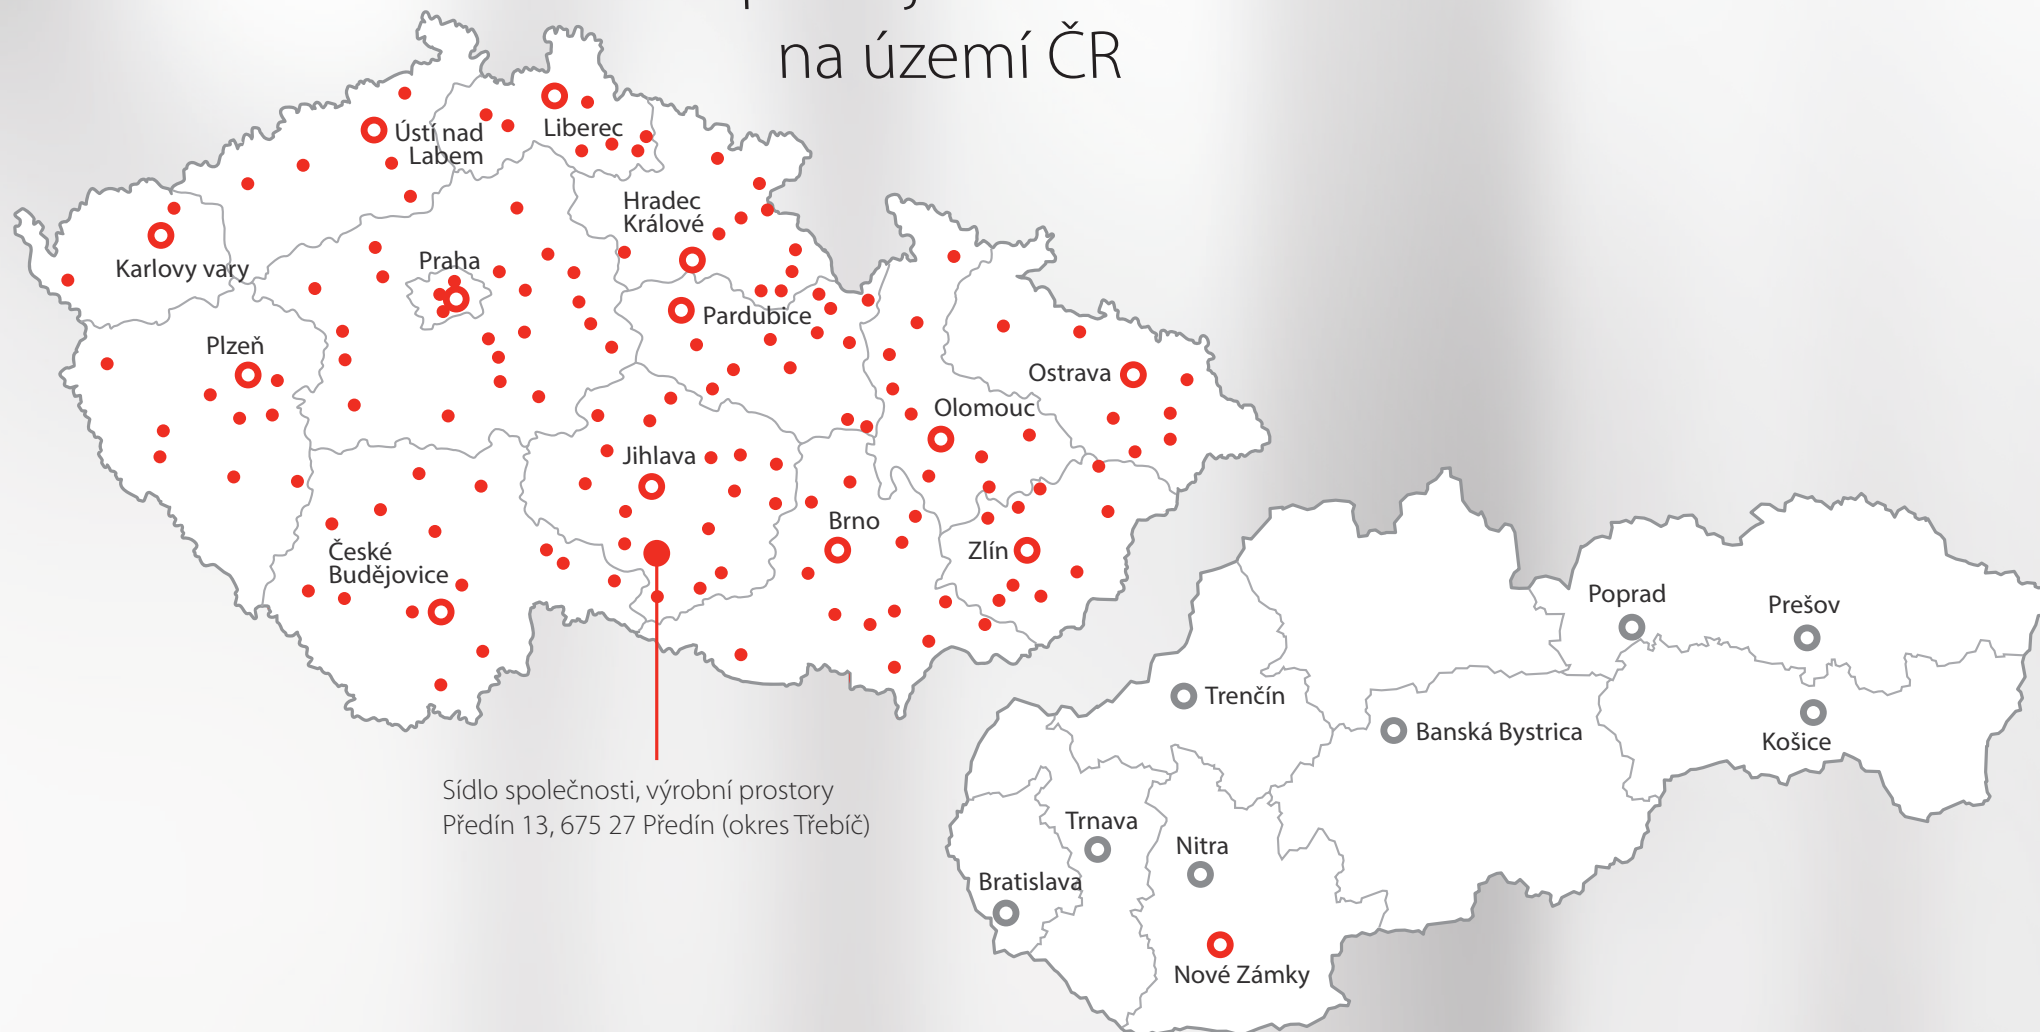 na území ČR
Ústí nad
Labem
Liberec
Hradec
Králové
Karlovy vary
Praha
Pardubice
Plzeň
Ostrava
Olomouc
Jihlava
Brno
České
Budějovice
Zlín
Sídlo společnosti, výrobní prostory
Předín 13, 675 27 Předín (okres Třebíč)
Poprad
Prešov
Trenčín
Banská Bystrica
Košice
Trnava
Nitra
Bratislava
Nové Zámky